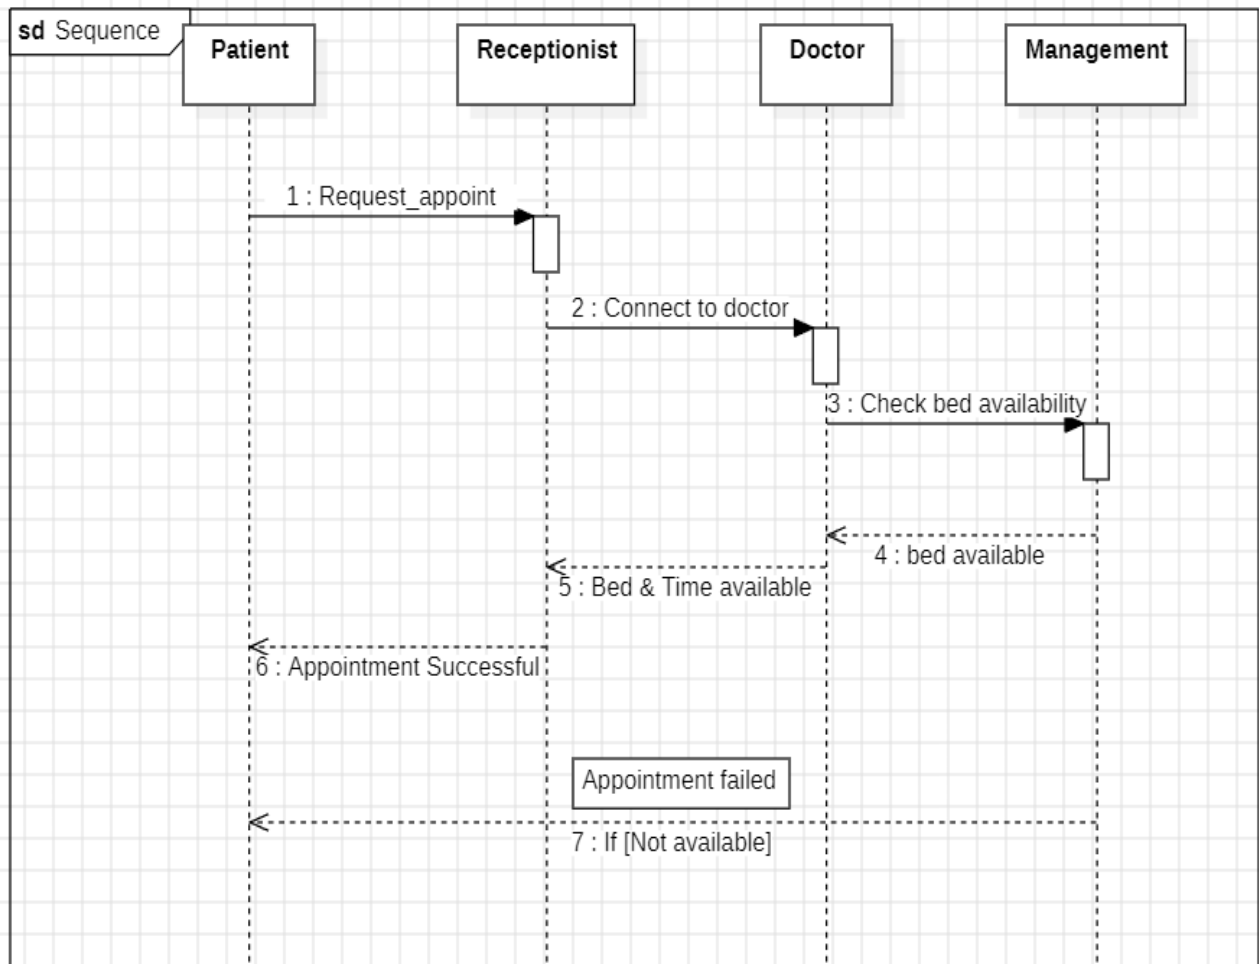 sd Sequence
Patient
Receptionist
Doctor
Management
1 : Request_appoint
2 : Connect to doctor
3 : Check bed availability
4 : bed available
5 : Bed & Time available
6 : Appointment Successful
Appointment failed
7 : If [Not available]